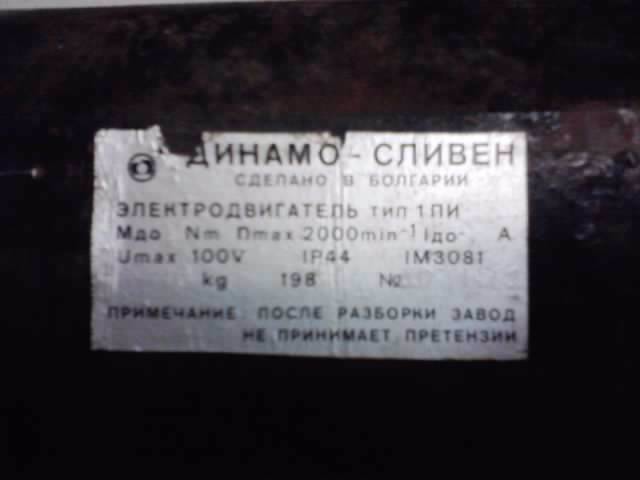 ДИНАМО - СЛИВЕН
СДЕЛАНО В БОЛГАРИИ
ЭЛЕКТРОДВИГАТЕЛЬ ТИП 1ПИ
Мдо Nm nmax 2000min-1 Iдо A
Umax 100V IP44 IM3081
kg 198 №
ПРИМЕЧАНИЕ: ПОСЛЕ РАЗБОРКИ ЗАВОД
НЕ ПРИНИМАЕТ ПРЕТЕНЗИИ